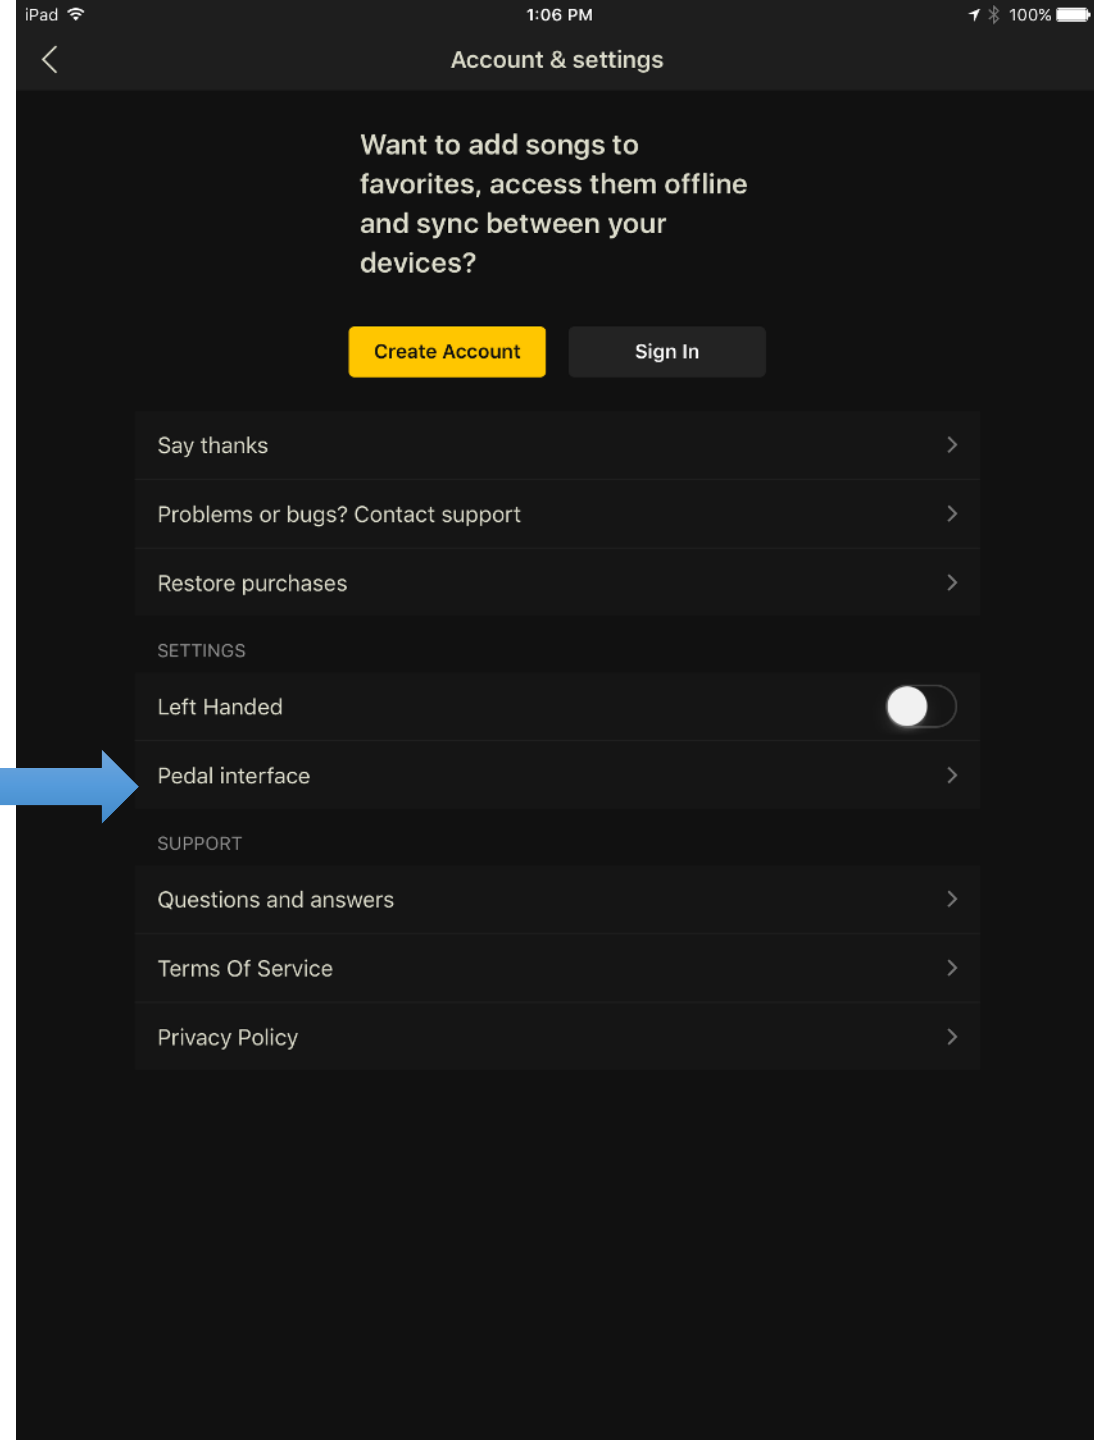 iPad 1:06 PM 100%
Account & settings
Want to add songs to
favorites, access them offline
and sync between your
devices?
Create Account Sign In
Say thanks
Problems or bugs? Contact support
Restore purchases
SETTINGS
Left Handed
Pedal interface
SUPPORT
Questions and answers
Terms Of Service
Privacy Policy